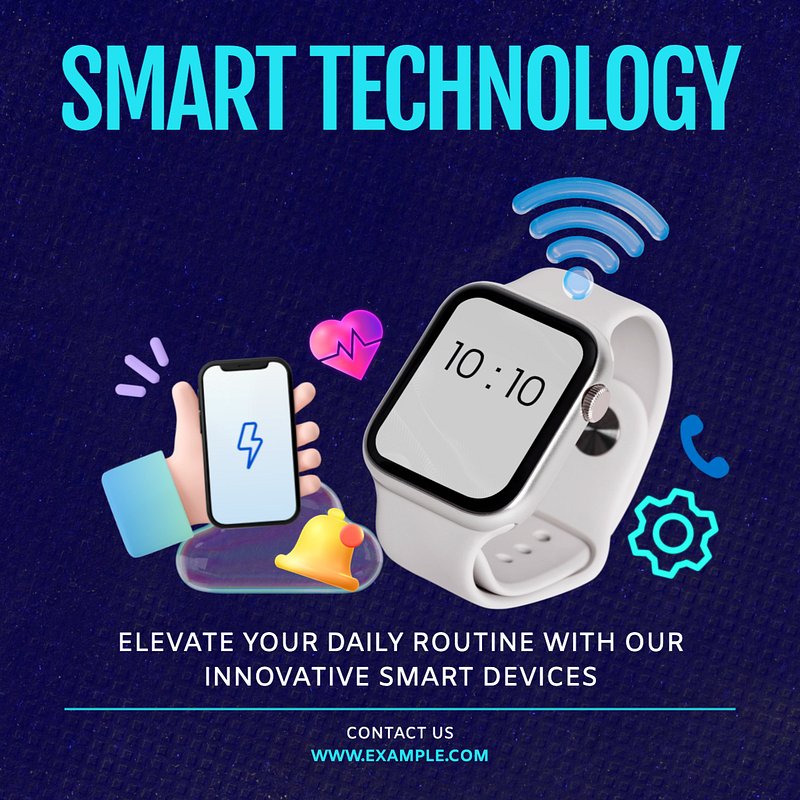 SMART TECHNOLOGY
10:10
ELEVATE YOUR DAILY ROUTINE WITH OUR
INNOVATIVE SMART DEVICES
CONTACT US
WWW.EXAMPLE.COM